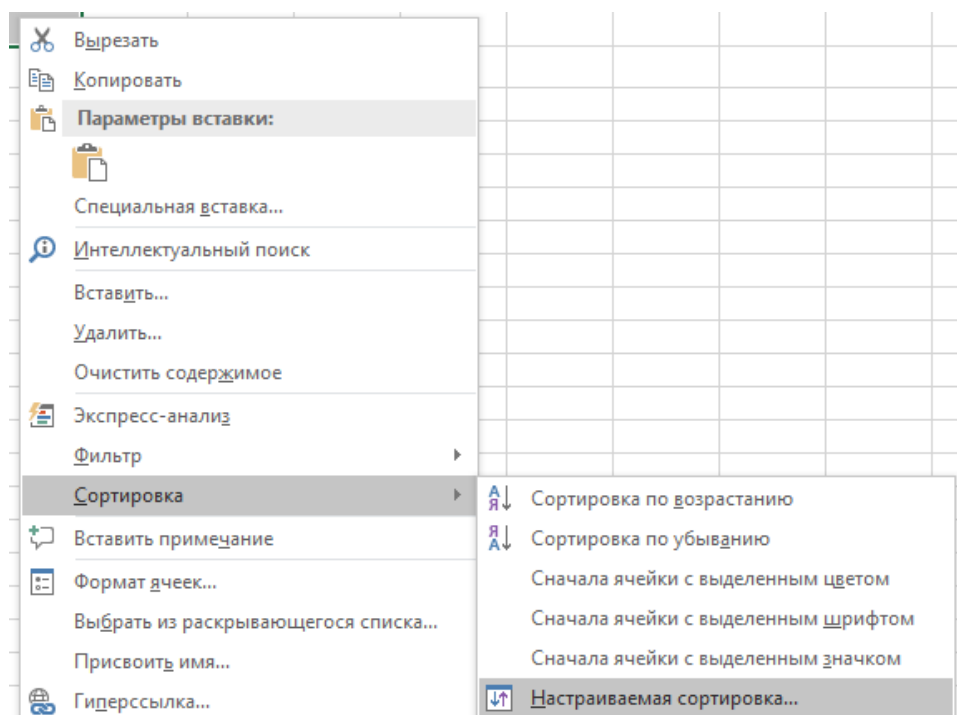 Вырезать
Копировать
Параметры вставки:
Специальная вставка...
Интеллектуальный поиск
Вставить...
Удалить...
Очистить содержимое
Экспресс-анализ
Фильтр
Сортировка
Вставить примечание
Формат ячеек...
Выбрать из раскрывающегося списка...
Присвоить имя...
Гиперссылка...
Сортировка по возрастанию
Сортировка по убыванию
Сначала ячейки с выделенным цветом
Сначала ячейки с выделенным шрифтом
Сначала ячейки с выделенным значком
Настраиваемая сортировка...